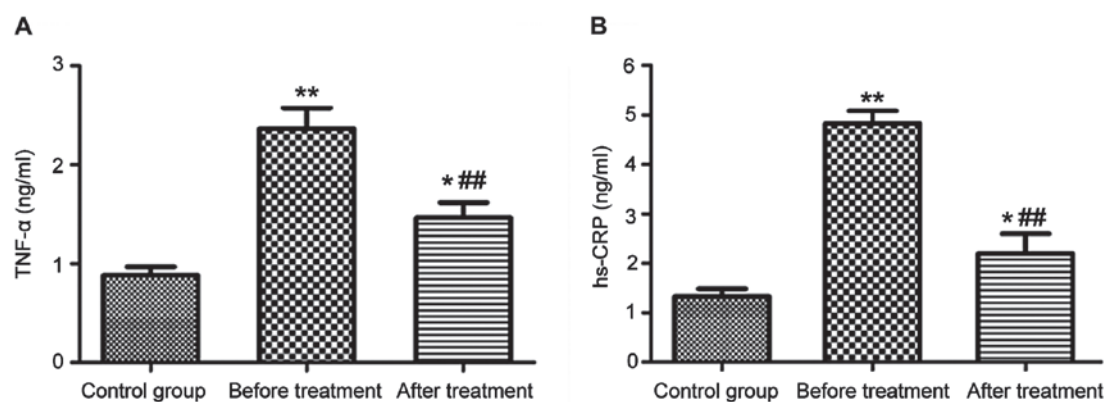 A
TNF-α (ng/ml)
3
2
1
0
**
* ##
Control group Before treatment After treatment
B
hs-CRP (ng/ml)
6
5
4
3
2
1
0
**
* ##
Control group Before treatment After treatment